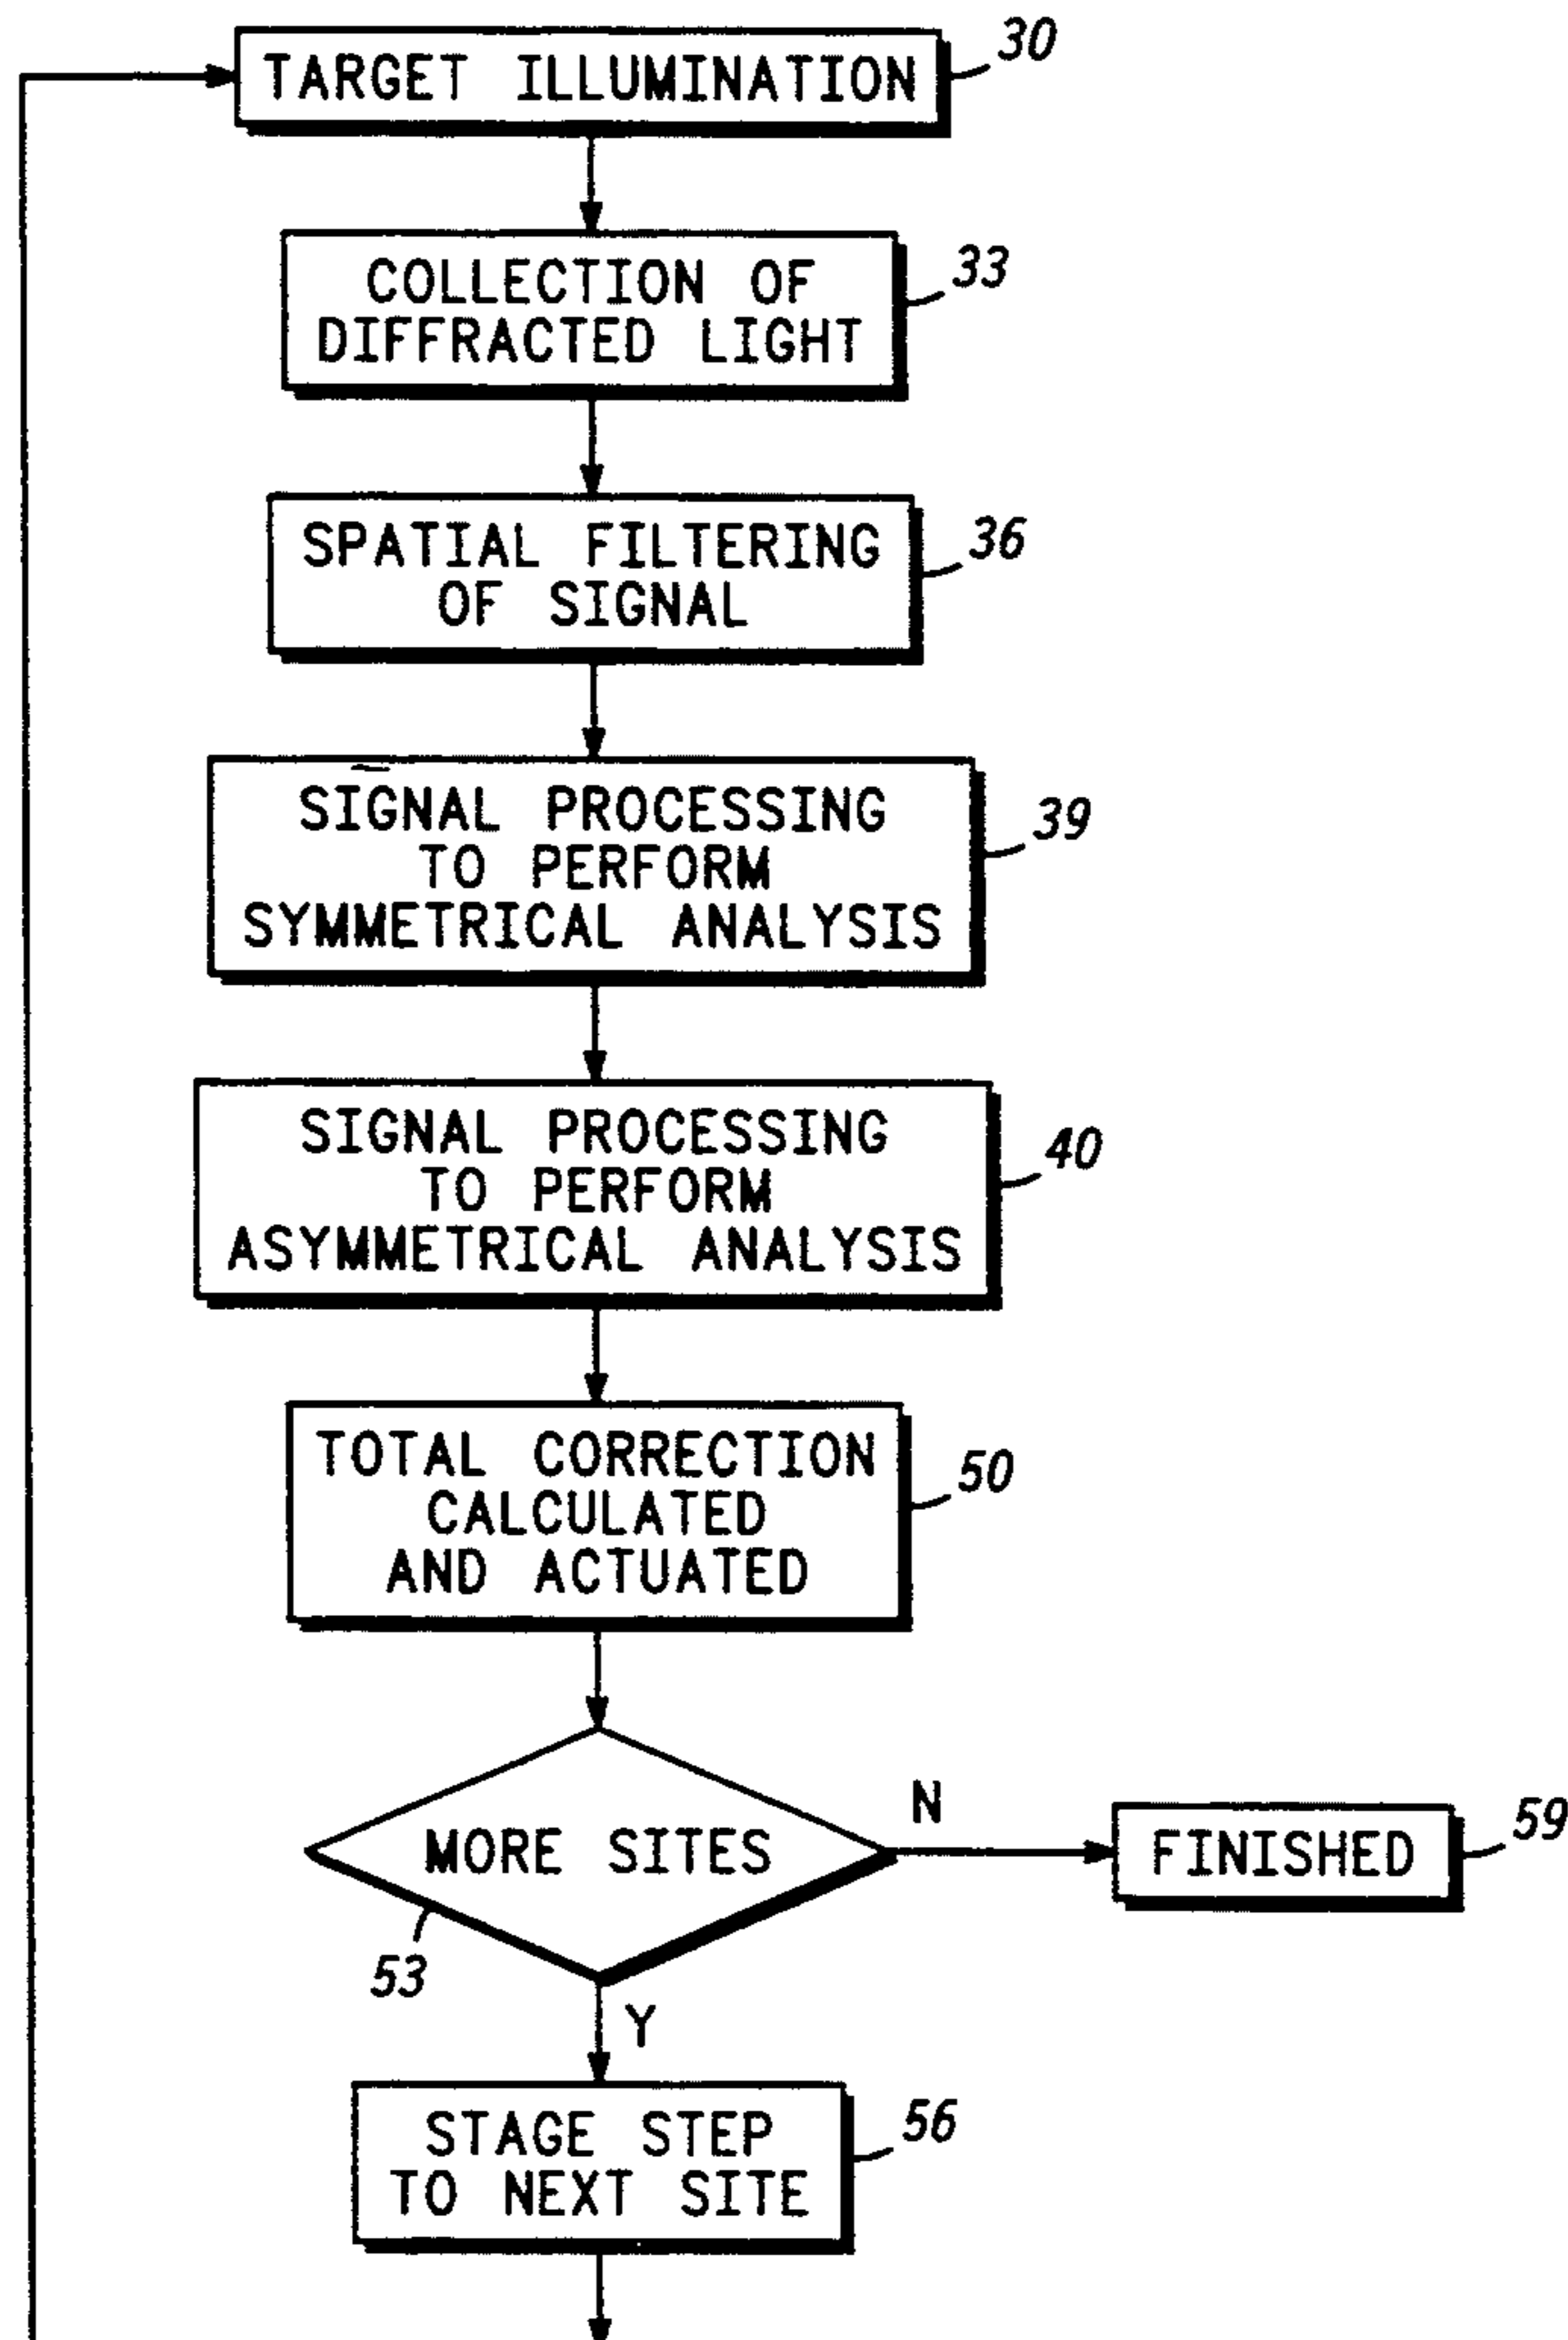 TARGET ILLUMINATION
30
COLLECTION OF
DIFFRACTED LIGHT
33
SPATIAL FILTERING
OF SIGNAL
36
SIGNAL PROCESSING
TO PERFORM
SYMMETRICAL ANALYSIS
39
SIGNAL PROCESSING
TO PERFORM
ASYMMETRICAL ANALYSIS
40
TOTAL CORRECTION
CALCULATED
AND ACTUATED
50
MORE SITES
53
N
FINISHED
59
Y
STAGE STEP
TO NEXT SITE
56